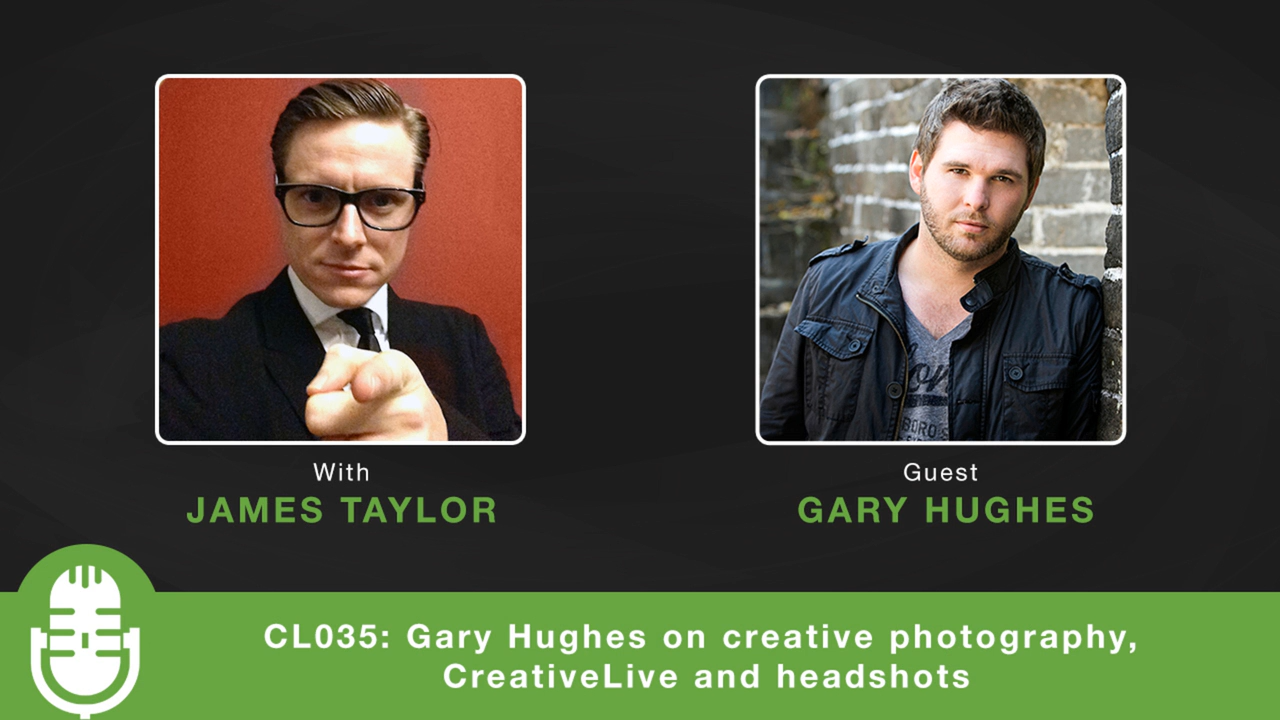 With
JAMES TAYLOR
Guest
GARY HUGHES
CL035: Gary Hughes on creative photography,
CreativeLive and headshots